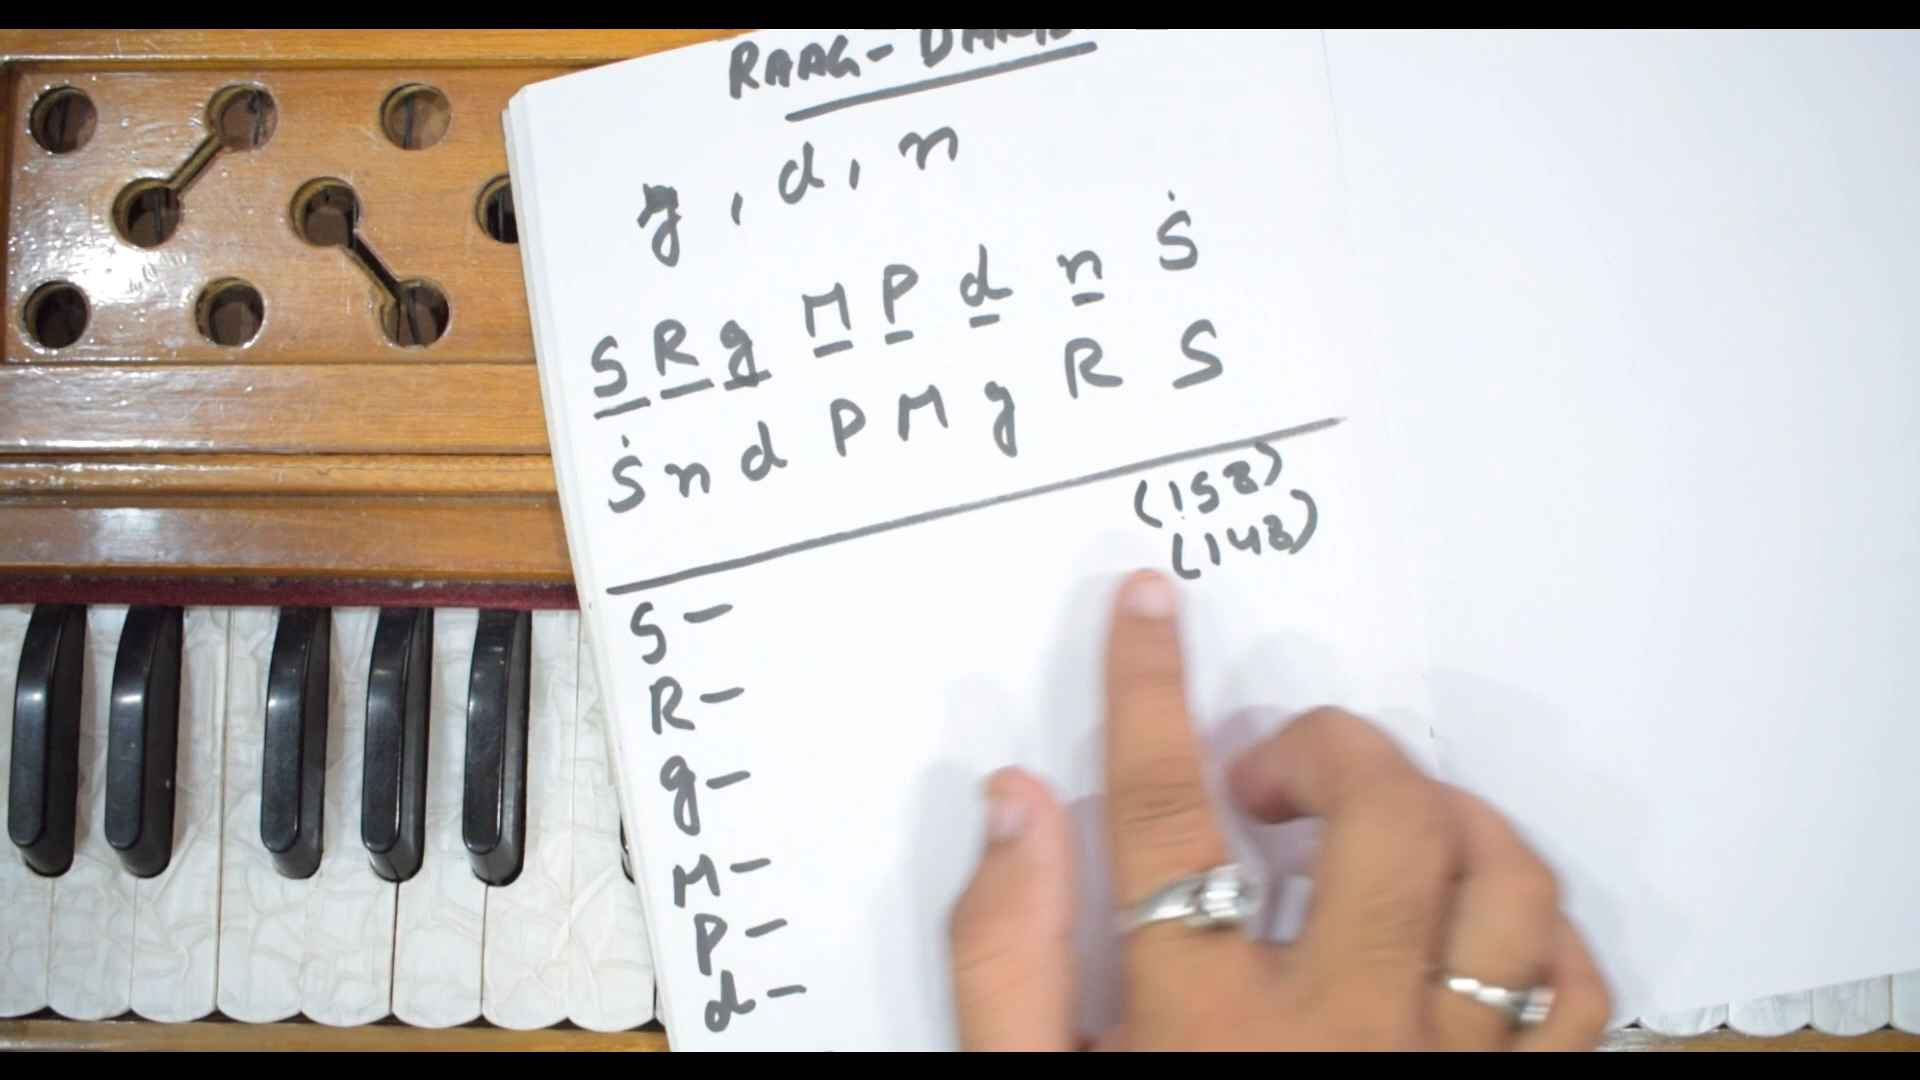 RAAG-
g, d, n
S R g M P d n Ṡ
Ṡ n d P M g R S
(158)
(148)
S-
R-
g-
M-
P-
d-